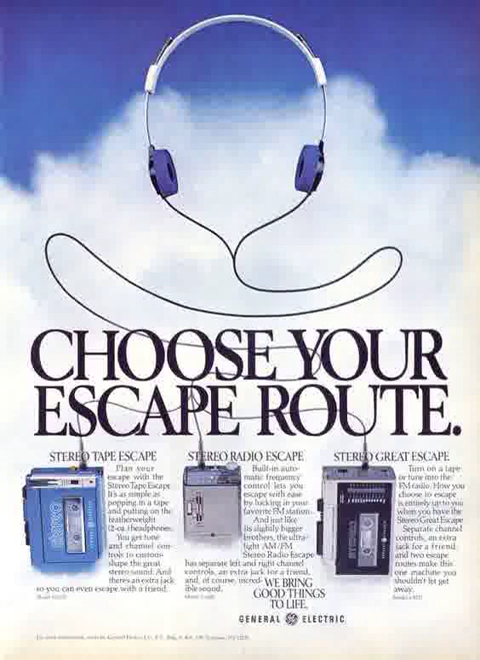 CHOOSE YOUR
ESCAPE ROUTE.
STEREO TAPE ESCAPE
Plan your
escape with the
Stereo Tape Escape.
It's as simple as
popping in a tape
and putting on the
featherweight
(2-oz.) headphones.
You get tone
and channel con-
trols to custom-
shape the great
stereo sound. And
there's an extra jack
so you can even escape with a friend.
STEREO RADIO ESCAPE
Built-in auto-
matic frequency
control lets you
escape with ease
by locking in your
favorite FM station.
And just like
its slightly bigger
brothers, the ultra-
light AM/FM
Stereo Radio Escape
has separate left and right channel
controls, an extra jack for a friend,
and, of course, incred-
ible sound.
STEREO GREAT ESCAPE
Turn on a tape
or tune into the
FM radio. How you
choose to escape
is entirely up to you
when you have the
Stereo Great Escape.
Separate channel
controls, an extra
jack for a friend
and two escape
routes make this
one machine you
shouldn't let get
away.
WE BRING
GOOD THINGS
TO LIFE.
GENERAL GE ELECTRIC